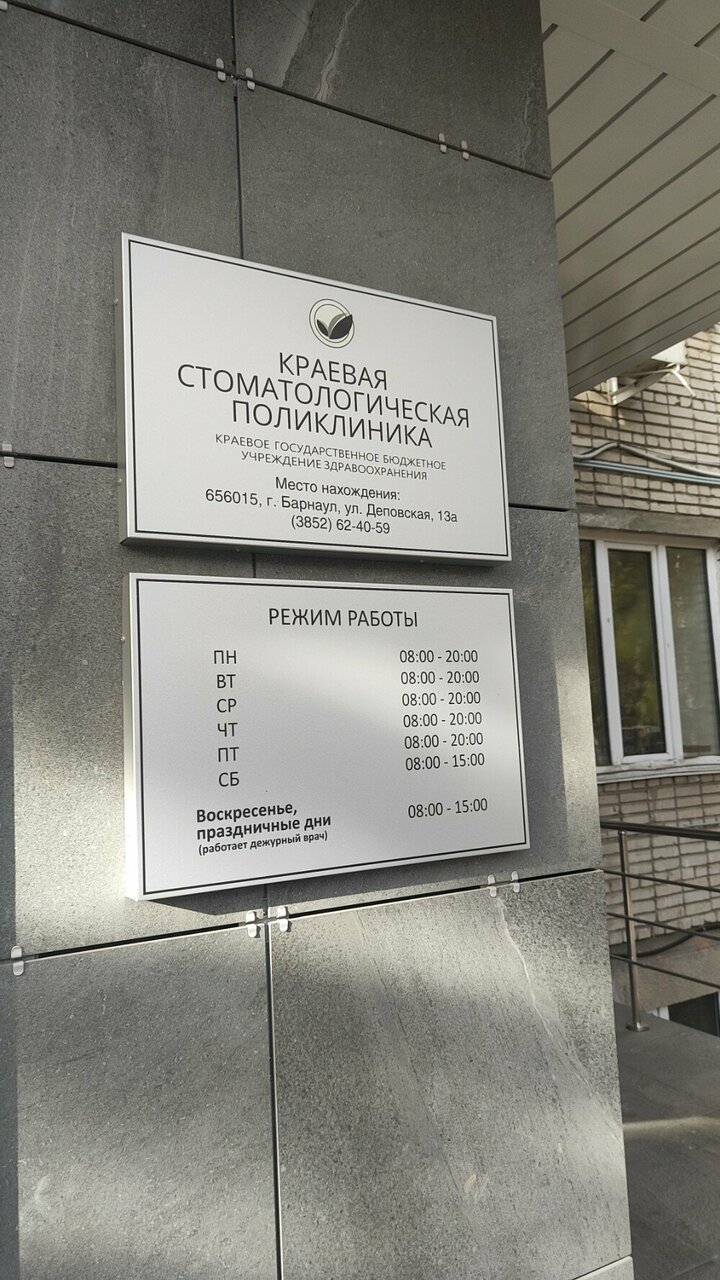 КРАЕВАЯ
СТОМАТОЛОГИЧЕСКАЯ
ПОЛИКЛИНИКА
КРАЕВОЕ ГОСУДАРСТВЕННОЕ БЮДЖЕТНОЕ
УЧРЕЖДЕНИЕ ЗДРАВООХРАНЕНИЯ
Место нахождения:
656015, г. Барнаул, ул. Деповская, 13а
(3852) 62-40-59
РЕЖИМ РАБОТЫ
ПН 08:00 - 20:00
ВТ 08:00 - 20:00
СР 08:00 - 20:00
ЧТ 08:00 - 20:00
ПТ 08:00 - 20:00
СБ 08:00 - 15:00
Воскресенье, 08:00 - 15:00
праздничные дни
(работает дежурный врач)